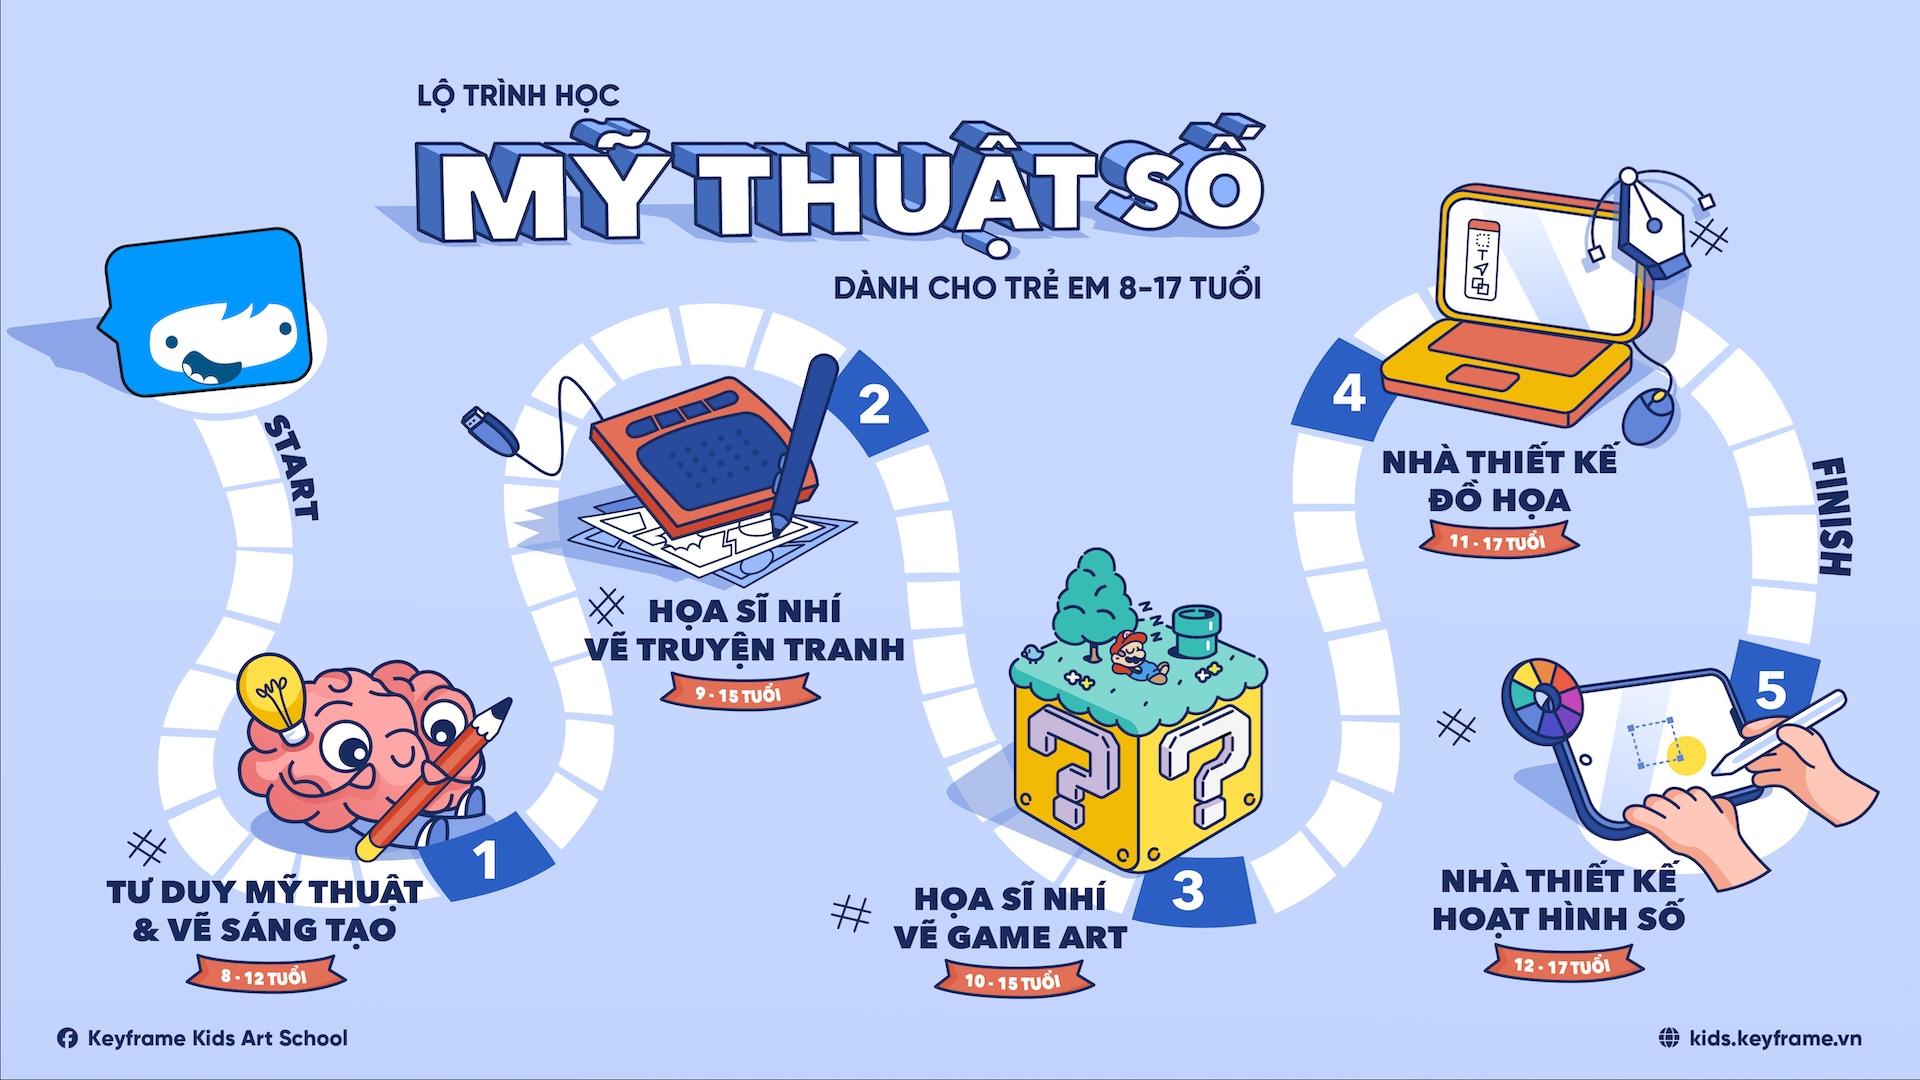 LỘ TRÌNH HỌC
MỸ THUẬT SỐ
DÀNH CHO TRẺ EM 8-17 TUỔI
START
1
TƯ DUY MỸ THUẬT
& VẼ SÁNG TẠO
8 - 12 TUỔI
2
HỌA SĨ NHÍ
VẼ TRUYỆN TRANH
9 - 15 TUỔI
Z
Z
Z
Z
? ?
3
HỌA SĨ NHÍ
VẼ GAME ART
10 - 15 TUỔI
4
T
NHÀ THIẾT KẾ
ĐỒ HỌA
11 - 17 TUỔI
5
NHÀ THIẾT KẾ
HOẠT HÌNH SỐ
12 - 17 TUỔI
FINISH
Keyframe Kids Art School
kids.keyframe.vn